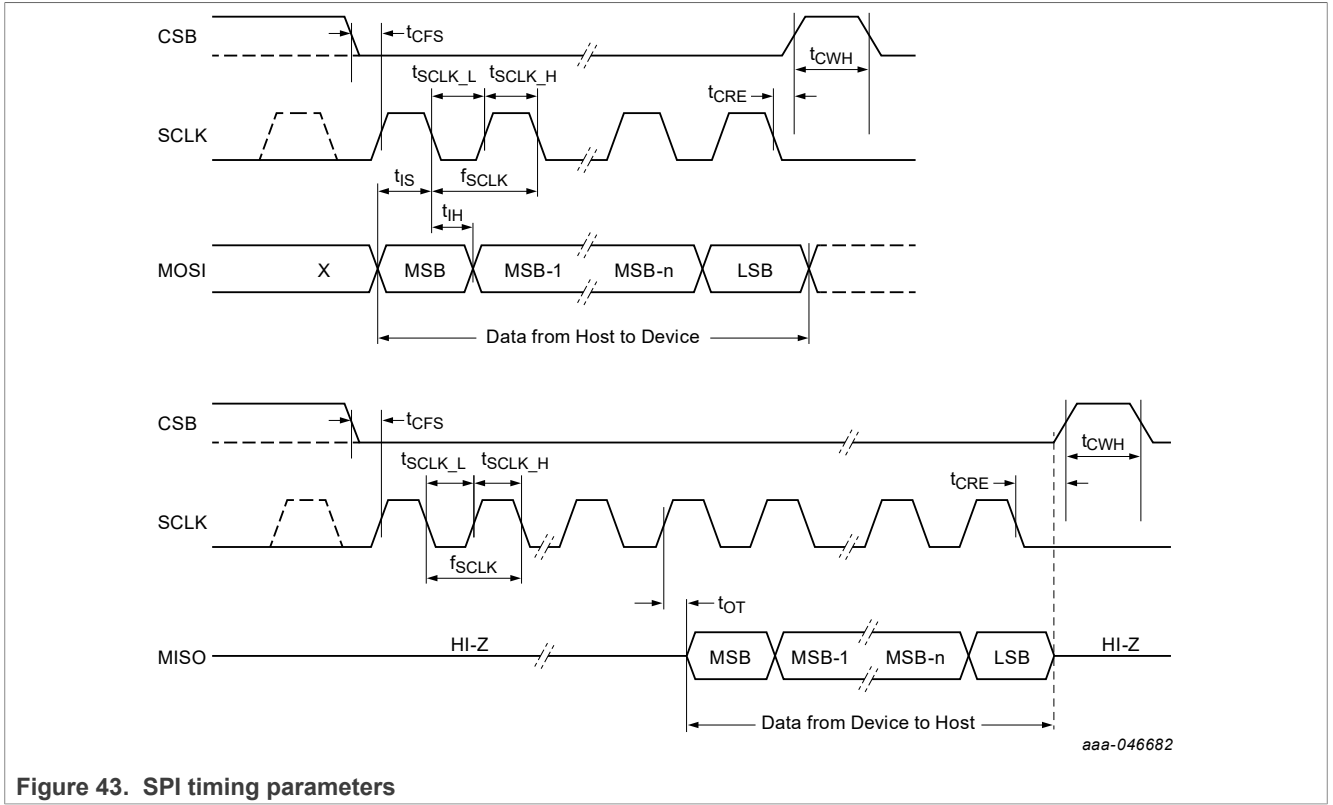 CSB
tCFS
tCWH
tSCLK_L tSCLK_H
tCRE
SCLK
tIS fSCLK
tIH
MOSI X MSB MSB-1 MSB-n LSB
Data from Host to Device
CSB
tCFS
tCWH
tSCLK_L tSCLK_H
tCRE
SCLK
fSCLK
tOT
MISO HI-Z MSB MSB-1 MSB-n LSB HI-Z
Data from Device to Host
aaa-046682
Figure 43. SPI timing parameters